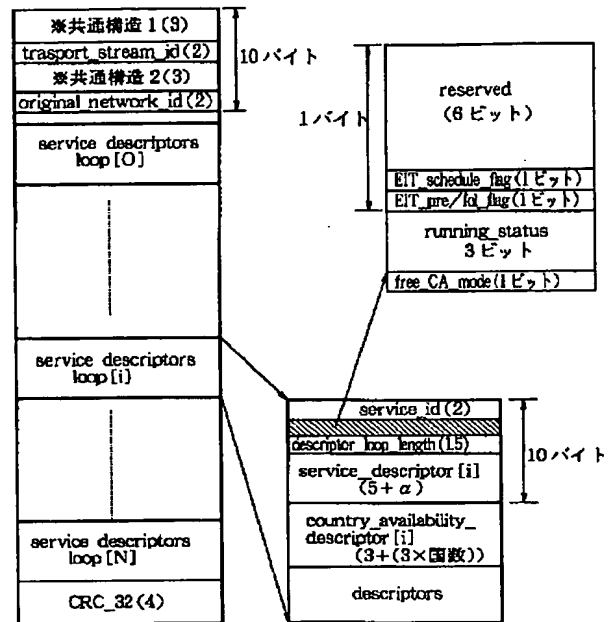 ※共通構造1(3)
trasport_stream_id(2)
※共通構造2(3)
original_network_id(2)
10バイト
service descriptors
loop[0]
service descriptors
loop[i]
service descriptors
loop[N]
CRC_32(4)
reserved
(6ビット)
1バイト
EIT_schedule_flag(1ビット)
EIT_pre/fol_flag(1ビット)
running_status
3ビット
free_CA_mode(1ビット)
service_id(2)
descriptor_loop_length(1.5)
service_descriptor[i]
(5+α)
10バイト
country_availability_
descriptor[i]
(3+(3×国数))
descriptors